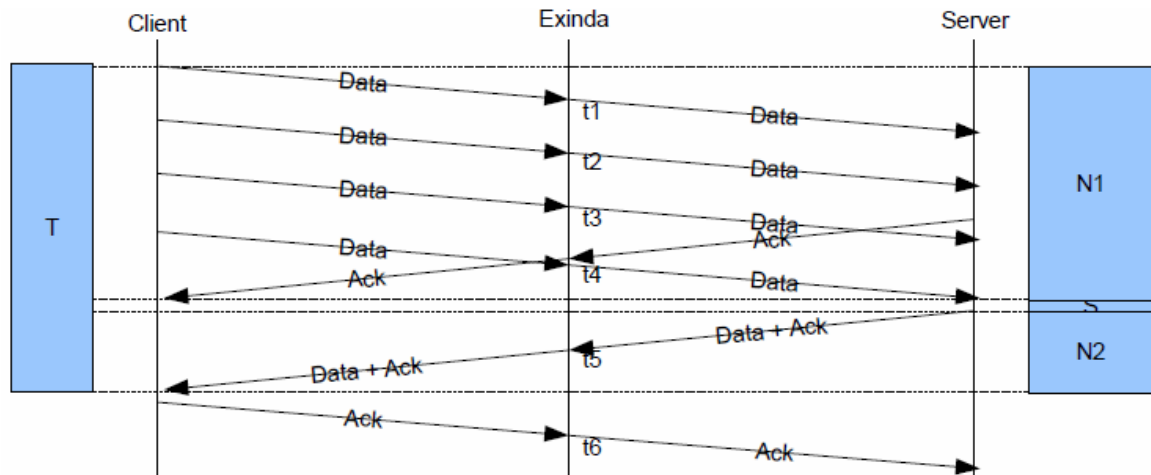 Client
Exinda
Server
Data
t1
Data
Data
t2
Data
N1
Data
t3
Data
T
Ack
Data
t4
Data
Ack
S
Data + Ack
t5
N2
Data + Ack
Ack
t6
Ack